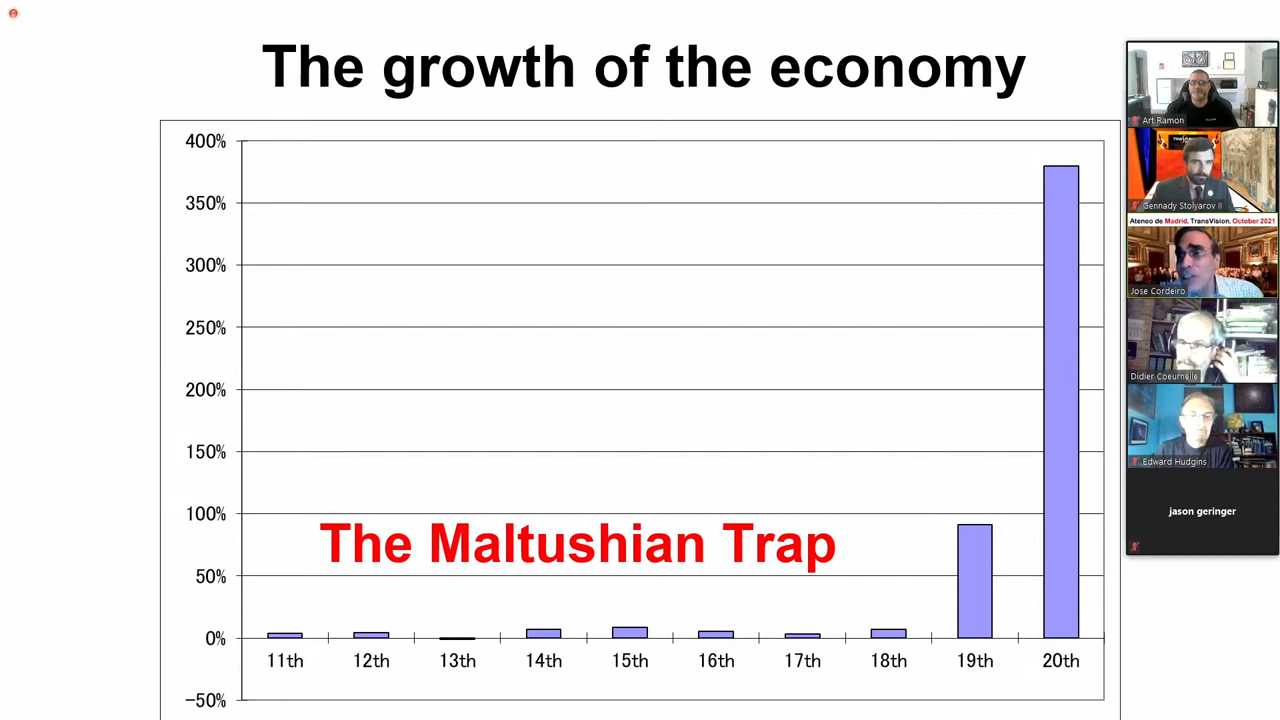 The growth of the economy
400%
350%
300%
250%
200%
150%
100%
50%
0%
-50%
The Maltushian Trap
11th 12th 13th 14th 15th 16th 17th 18th 19th 20th
Art Ramon
Gennady Stolyarov II
Ateneo de Madrid, TransVision, October 2021
Jose Cordeiro
Didier Coeurnelle
Edward Hudgins
jason geringer